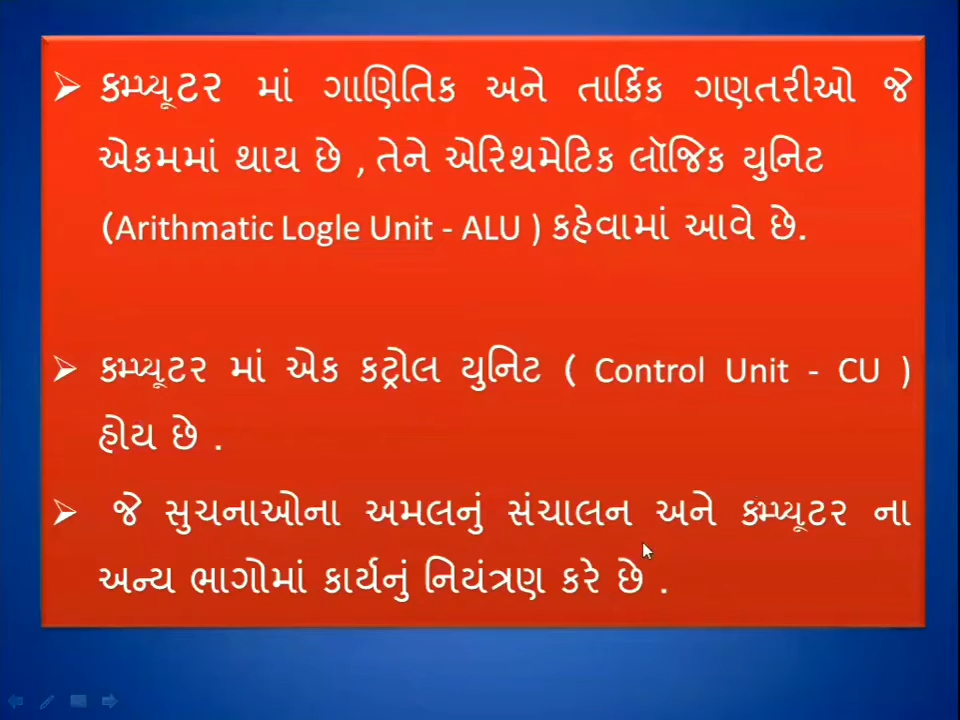 ➢ કમ્પ્યૂટર માં ગાણિતિક અને તાર્કિક ગણતરીઓ જે
એકમમાં થાય છે , તેને એરિથમેટિક લૉજિક યુનિટ
(Arithmatic Logle Unit - ALU ) કહેવામાં આવે છે.
➢ કમ્પ્યૂટર માં એક કટ્રોલ યુનિટ ( Control Unit - CU )
હોય છે .
➢ જે સુચનાઓના અમલનું સંચાલન અને કમ્પ્યૂટર ના
અન્ય ભાગોમાં કાર્યનું નિયંત્રણ કરે છે .